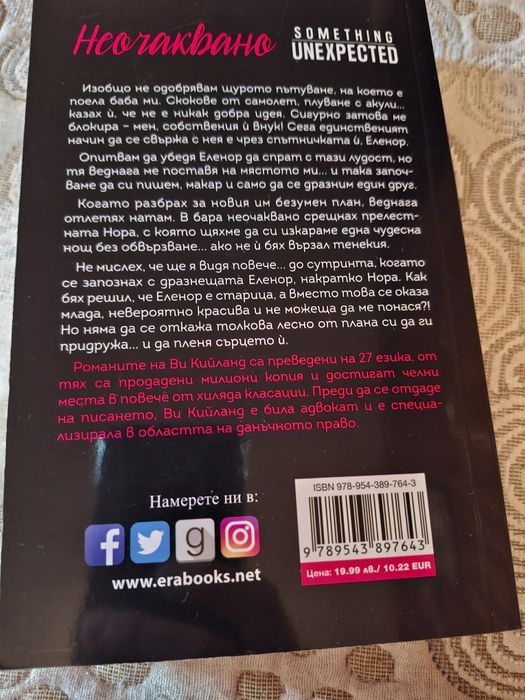 Неочаквано
SOMETHING
UNEXPECTED
Изобщо не одобрявам щурото пътуване, на което е
поела баба ми. Скокове от самолет, плуване с акули...
казах ѝ, че не е никак добра идея. Сигурно затова ме
блокира – мен, собствения ѝ внук! Сега единственият
начин да се свържа с нея е чрез спътничката ѝ, Еленор.
Опитвам да убедя Еленор да спрат с тази лудост, но
тя веднага ме поставя на мястото ми... и така започ-
ваме да си пишем, макар и само да се дразним един друг.
Когато разбрах за новия им безумен план, веднага
отлетях натам. В бара неочаквано срещнах прелест-
ната Нора, с която щяхме да си изкараме една чудесна
нощ без обвързване... ако не ѝ бях вързал тенекия.
Не мислех, че ще я видя повече... до сутринта, когато
се запознах с дразнещата Еленор, накратко Нора. Как
бях решил, че Еленор е старица, а вместо това се оказа
млада, невероятно красива и не можеща да ме понася?!
Но няма да се откажа толкова лесно от плана си да ги
придружа... и да пленя сърцето ѝ.
Романите на Ви Кийланд са преведени на 27 езика, от
тях са продадени милиони копия и достигат челни
места в повече от хиляда класации. Преди да се отдаде
на писането, Ви Кийланд е била адвокат и е специа-
лизирала в областта на данъчното право.
Намерете ни в:
www.erabooks.net
ISBN 978-954-389-764-3
9 789543 897643
Цена: 19.99 лв./ 10.22 EUR